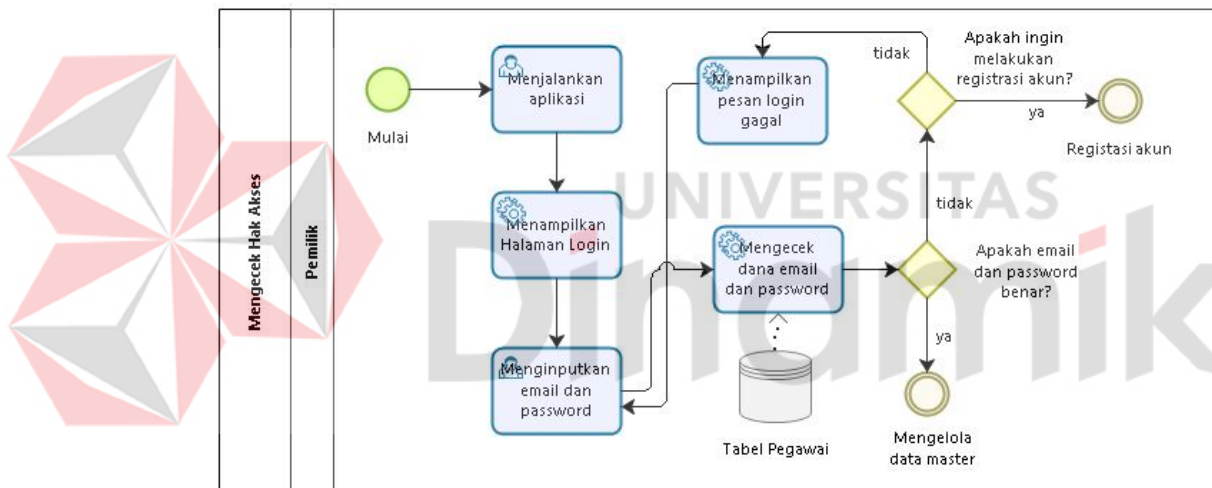 Mengecek Hak Akses
Pemilik
Mulai
Menjalankan
aplikasi
Menampilkan
Halaman Login
Menginputkan
email dan
password
Menampilkan
pesan login
gagal
Mengecek
dana email
dan password
Tabel Pegawai
tidak
Apakah ingin
melakukan
registrasi akun?
ya
Registasi akun
tidak
Apakah email
dan password
benar?
ya
Mengelola
data master
UNIVERSITAS
Dinamika